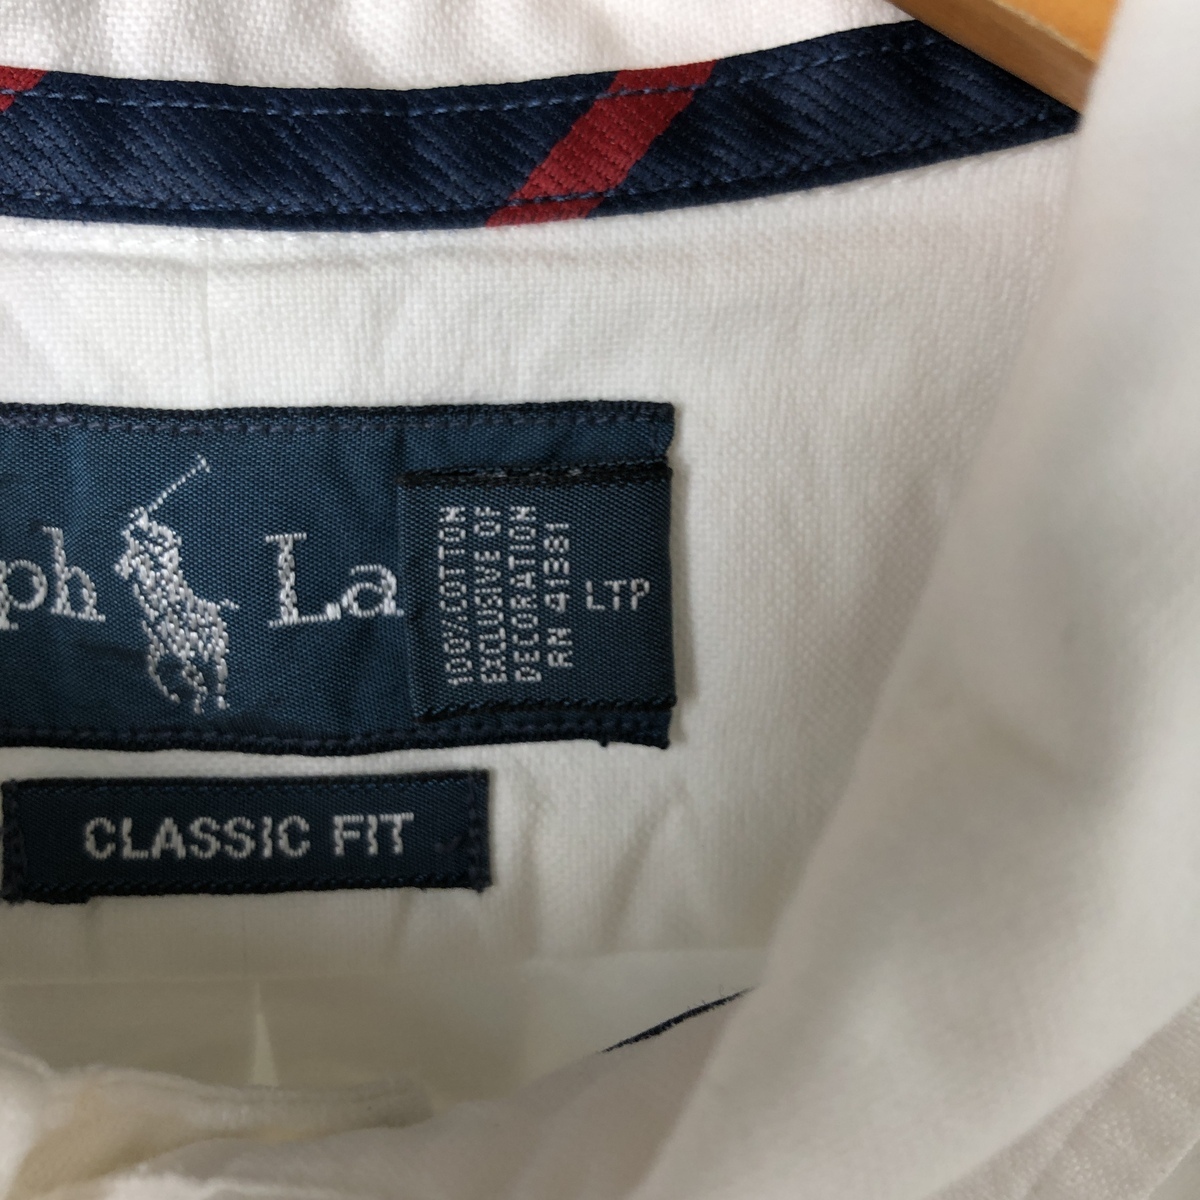 ph La
100% COTTON
EXCLUSIVE OF
DECORATION
RN 41381
LTP
CLASSIC FIT